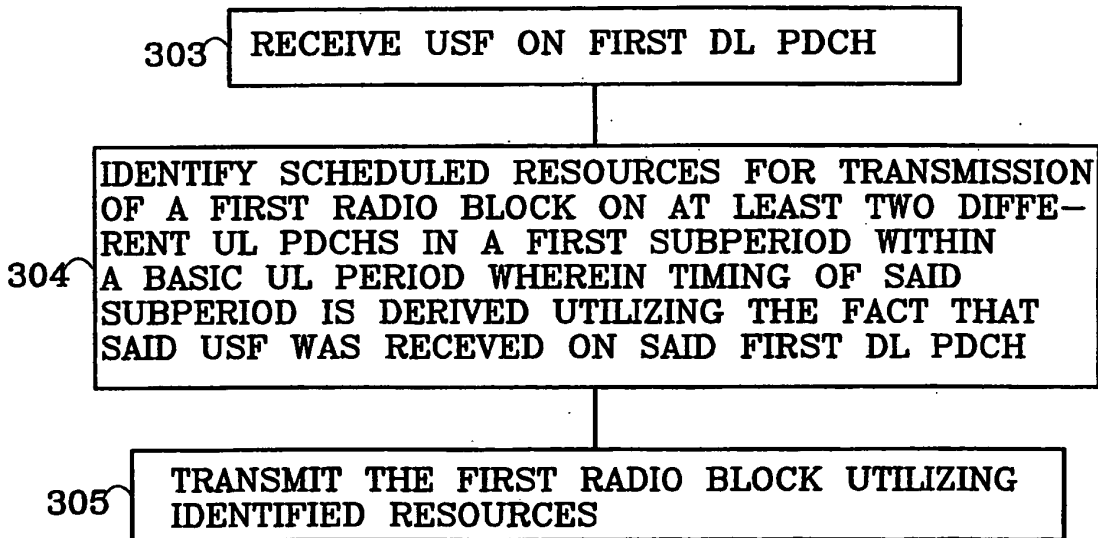 303 RECEIVE USF ON FIRST DL PDCH
IDENTIFY SCHEDULED RESOURCES FOR TRANSMISSION
OF A FIRST RADIO BLOCK ON AT LEAST TWO DIFFE-
RENT UL PDCHS IN A FIRST SUBPERIOD WITHIN
304 A BASIC UL PERIOD WHEREIN TIMING OF SAID
SUBPERIOD IS DERIVED UTILIZING THE FACT THAT
SAID USF WAS RECEVED ON SAID FIRST DL PDCH
305 TRANSMIT THE FIRST RADIO BLOCK UTILIZING
IDENTIFIED RESOURCES